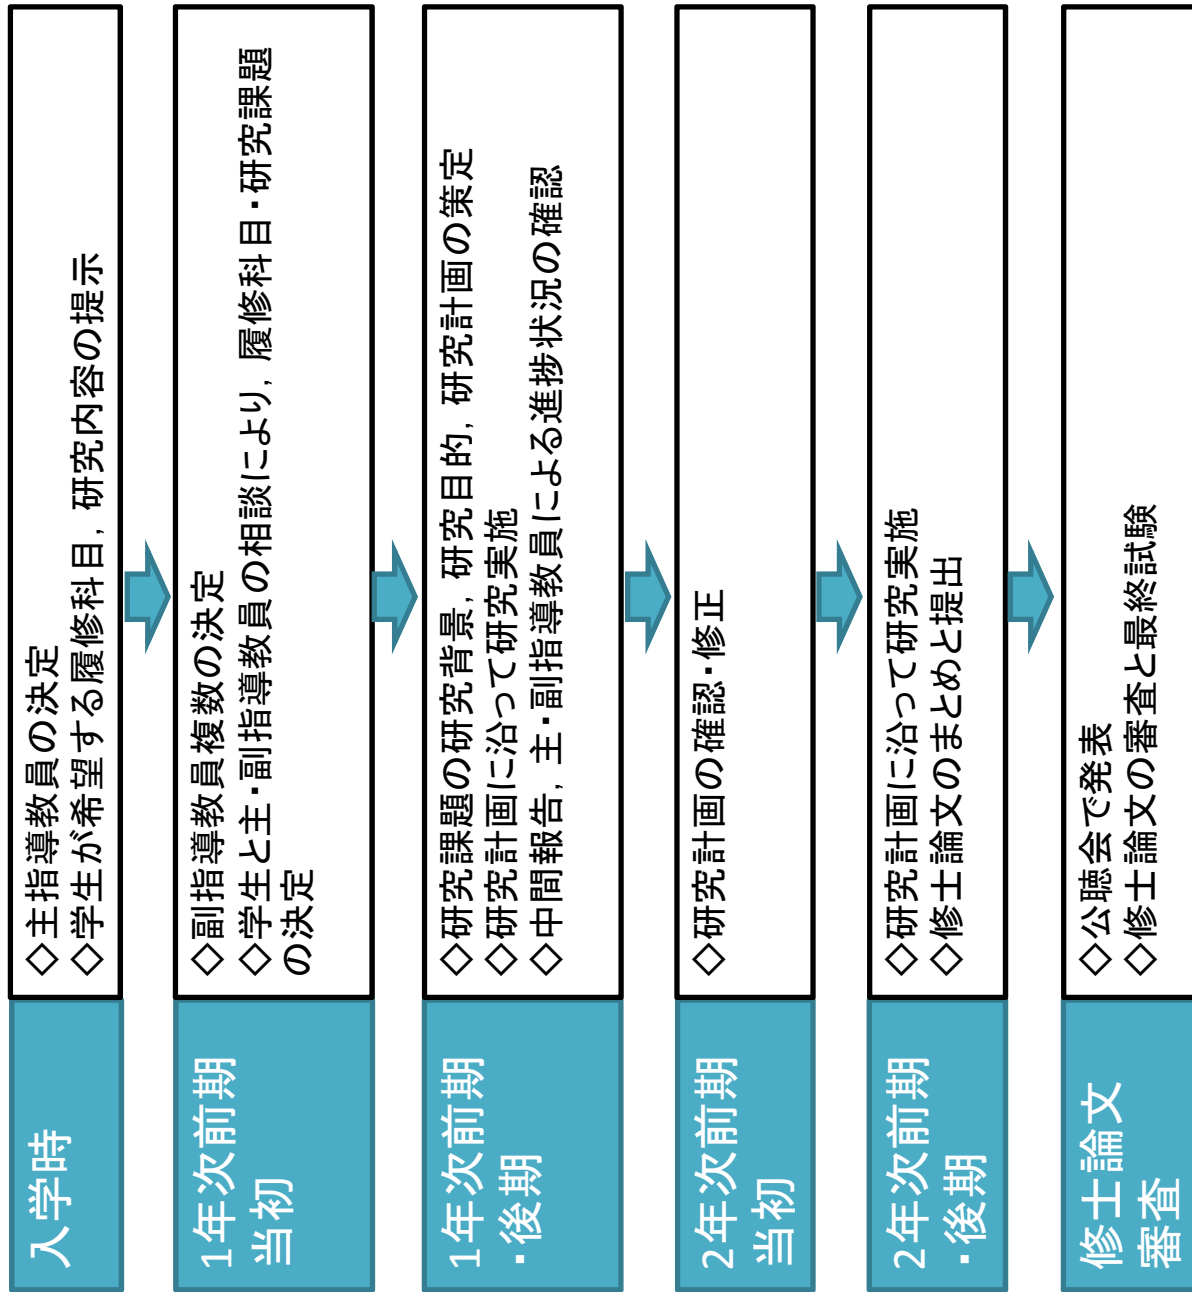 入学時
◇主指導教員の決定
◇学生が希望する履修科目，研究内容の提示
1年次前期
当初
◇副指導教員複数の決定
◇学生と主・副指導教員の相談により，履修科目・研究課題
の決定
1年次前期
・後期
◇研究課題の研究背景，研究目的，研究計画の策定
◇研究計画に沿って研究実施
◇中間報告，主・副指導教員による進捗状況の確認
2年次前期
当初
◇研究計画の確認・修正
2年次前期
・後期
◇研究計画に沿って研究実施
◇修士論文のまとめと提出
修士論文
審査
◇公聴会で発表
◇修士論文の審査と最終試験